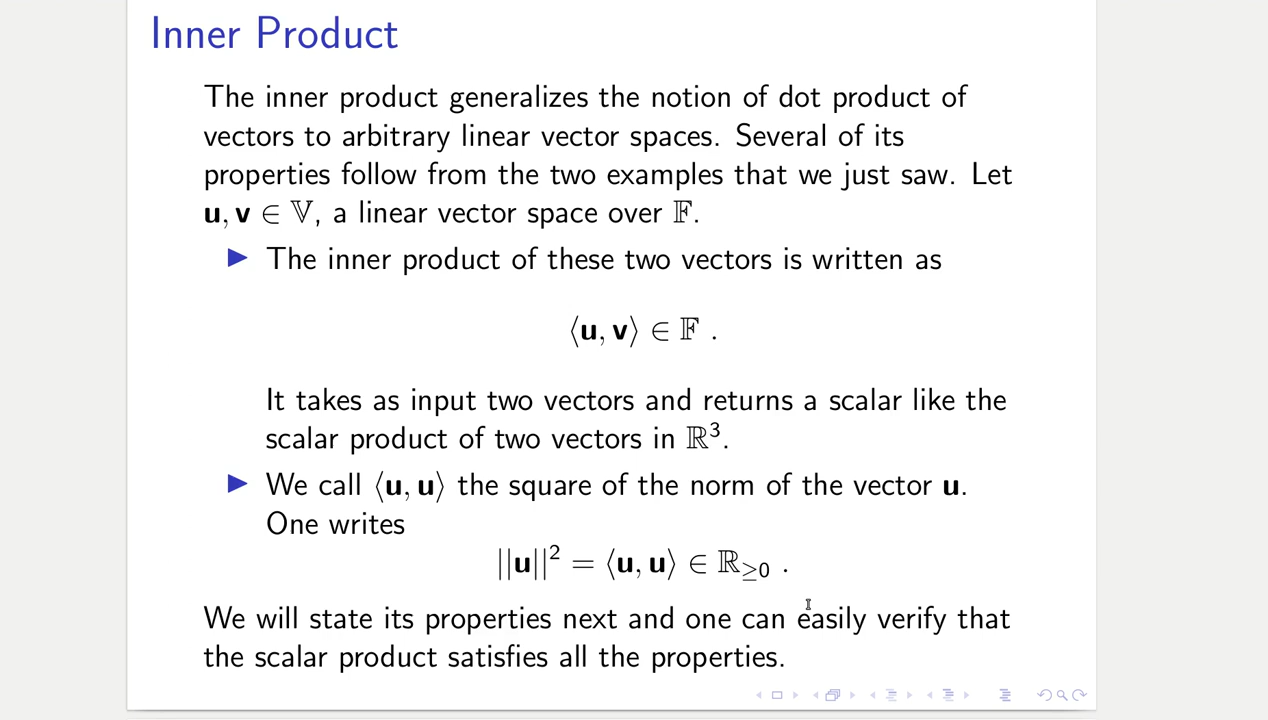 Inner Product
The inner product generalizes the notion of dot product of
vectors to arbitrary linear vector spaces. Several of its
properties follow from the two examples that we just saw. Let
u, v ∈ 𝕍, a linear vector space over 𝔽.
▶ The inner product of these two vectors is written as
⟨u, v⟩ ∈ 𝔽 .
It takes as input two vectors and returns a scalar like the
scalar product of two vectors in ℝ³.
▶ We call ⟨u, u⟩ the square of the norm of the vector u.
One writes
||u||² = ⟨u, u⟩ ∈ ℝ≥0 .
We will state its properties next and one can easily verify that
the scalar product satisfies all the properties.